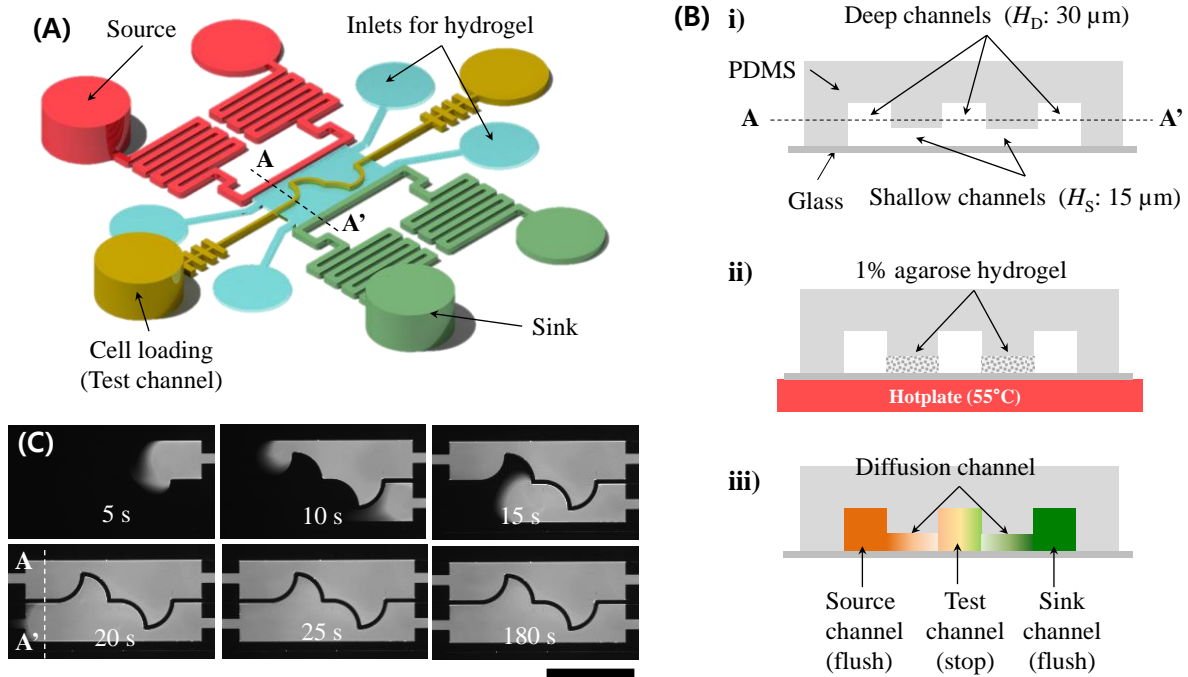 (A)
Source
Inlets for hydrogel
A
A'
Cell loading
(Test channel)
Sink
(B)
i)
Deep channels (H_D: 30 µm)
PDMS
A
A'
Glass
Shallow channels (H_S: 15 µm)
ii)
1% agarose hydrogel
Hotplate (55°C)
iii)
Diffusion channel
Source
channel
(flush)
Test
channel
(stop)
Sink
channel
(flush)
(C)
5 s
10 s
15 s
A
A'
20 s
25 s
180 s